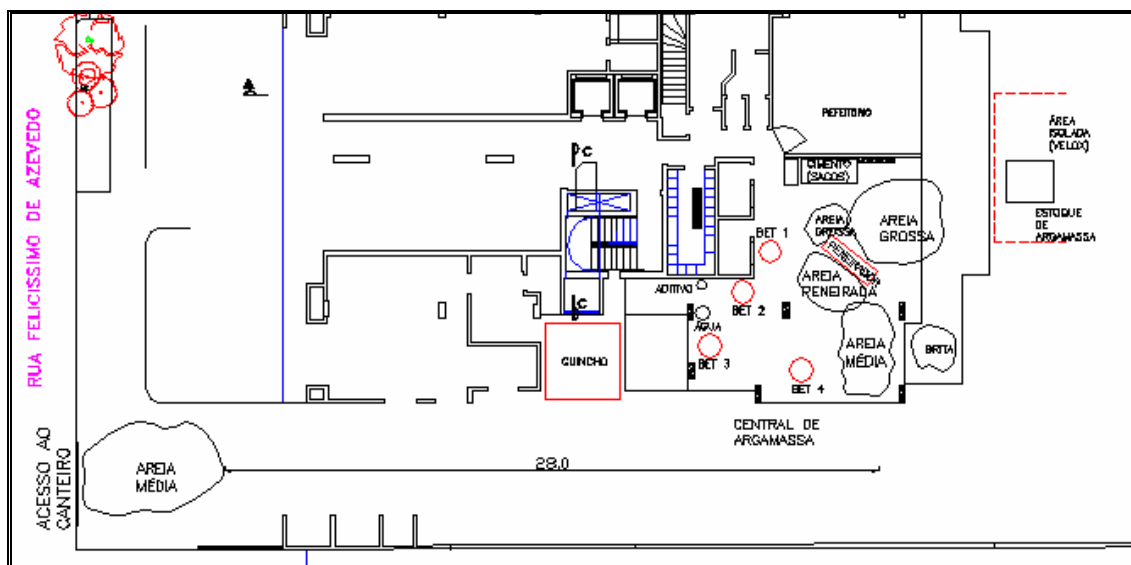 RUA FELICISSIMO DE AZEVEDO
ACESSO AO
CANTEIRO
AREIA
MÉDIA
28.0
C
C
GUINCHO
REFEITORIO
CIMENTO
(SACOS)
AREIA
GROSSA
AREIA
GROSSA
PENEIRA
AREIA
PENEIRADA
AREIA
MÉDIA
BRITA
BET 1
BET 2
BET 3
BET 4
ADITIVO
ÁGUA
CENTRAL DE
ARGAMASSA
ÁREA
ISOLADA
(VELOX)
ESTOQUE
DE
ARGAMASSA